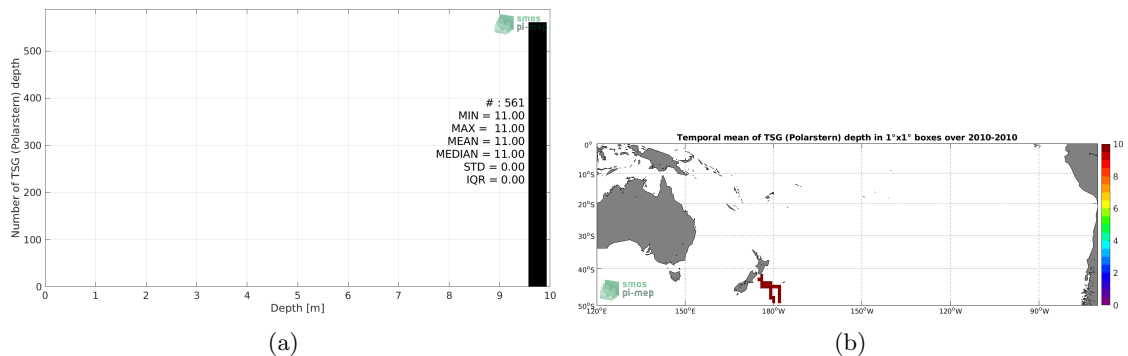 smos
pi-mep
Number of TSG (Polarstern) depth
500
400
300
200
100
0
# : 561
MIN = 11.00
MAX = 11.00
MEAN = 11.00
MEDIAN = 11.00
STD = 0.00
IQR = 0.00
0 1 2 3 4 5 6 7 8 9 10
Depth [m]
(a)
Temporal mean of TSG (Polarstern) depth in 1°x1° boxes over 2010-2010
0°
10°S
20°S
30°S
40°S
50°S
smos
pi-mep
120°E 150°E 180°W 150°W 120°W 90°W
10
8
6
4
2
0
(b)